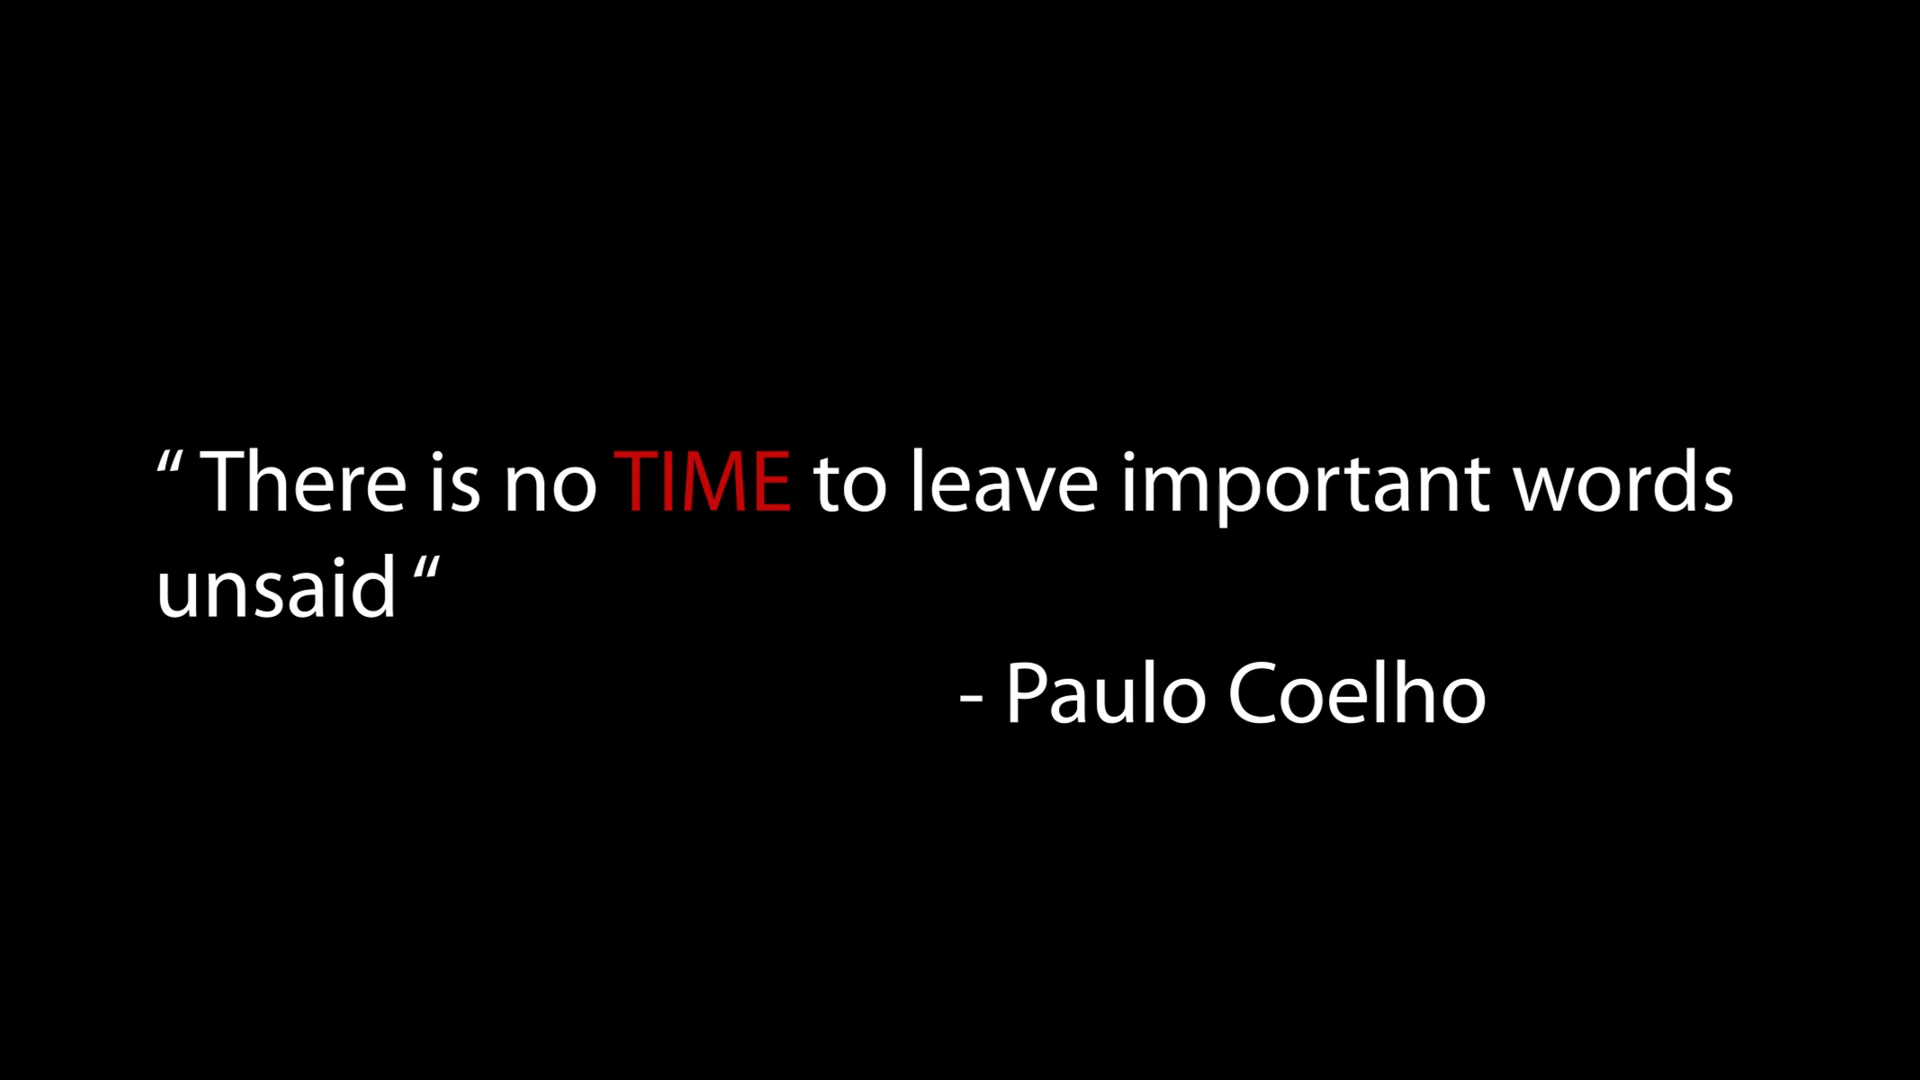 “ There is no TIME to leave important words
unsaid “
- Paulo Coelho